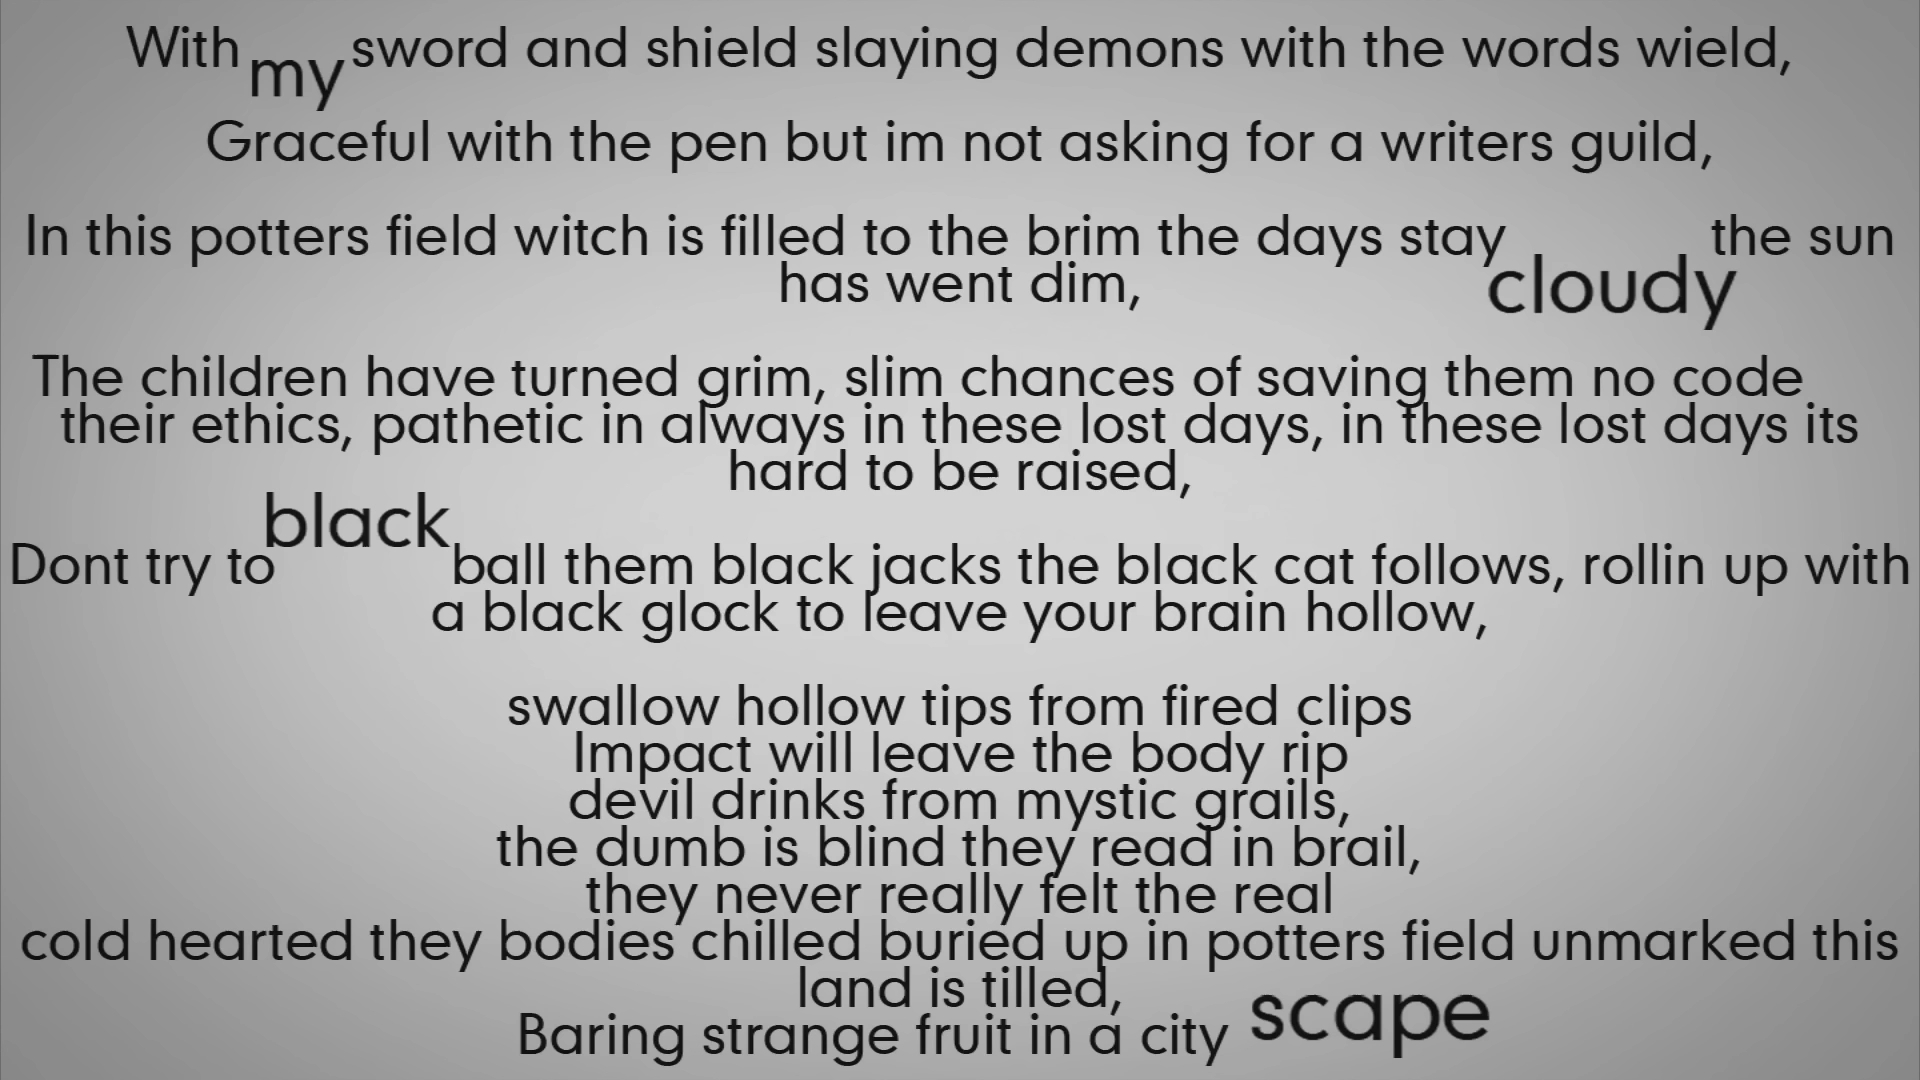 With my sword and shield slaying demons with the words wield,
Graceful with the pen but im not asking for a writers guild,
In this potters field witch is filled to the brim the days stay cloudy the sun
has went dim,
The children have turned grim, slim chances of saving them no code
their ethics, pathetic in always in these lost days, in these lost days its
hard to be raised,
Dont try to black ball them black jacks the black cat follows, rollin up with
a black glock to leave your brain hollow,
swallow hollow tips from fired clips
Impact will leave the body rip
devil drinks from mystic grails,
the dumb is blind they read in brail,
they never really felt the real
cold hearted they bodies chilled buried up in potters field unmarked this
land is tilled,
Baring strange fruit in a city scape